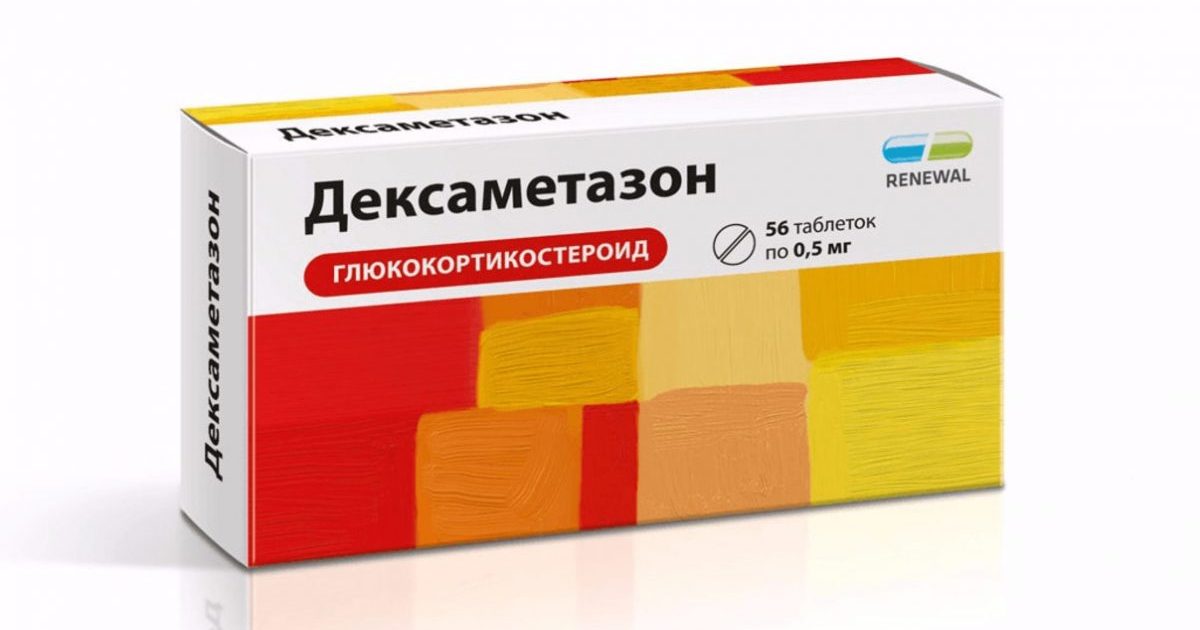 Дексаметазон
Дексаметазон
Дексаметазон
ГЛЮКОКОРТИКОСТЕРОИД
56 таблеток
по 0,5 мг
RENEWAL